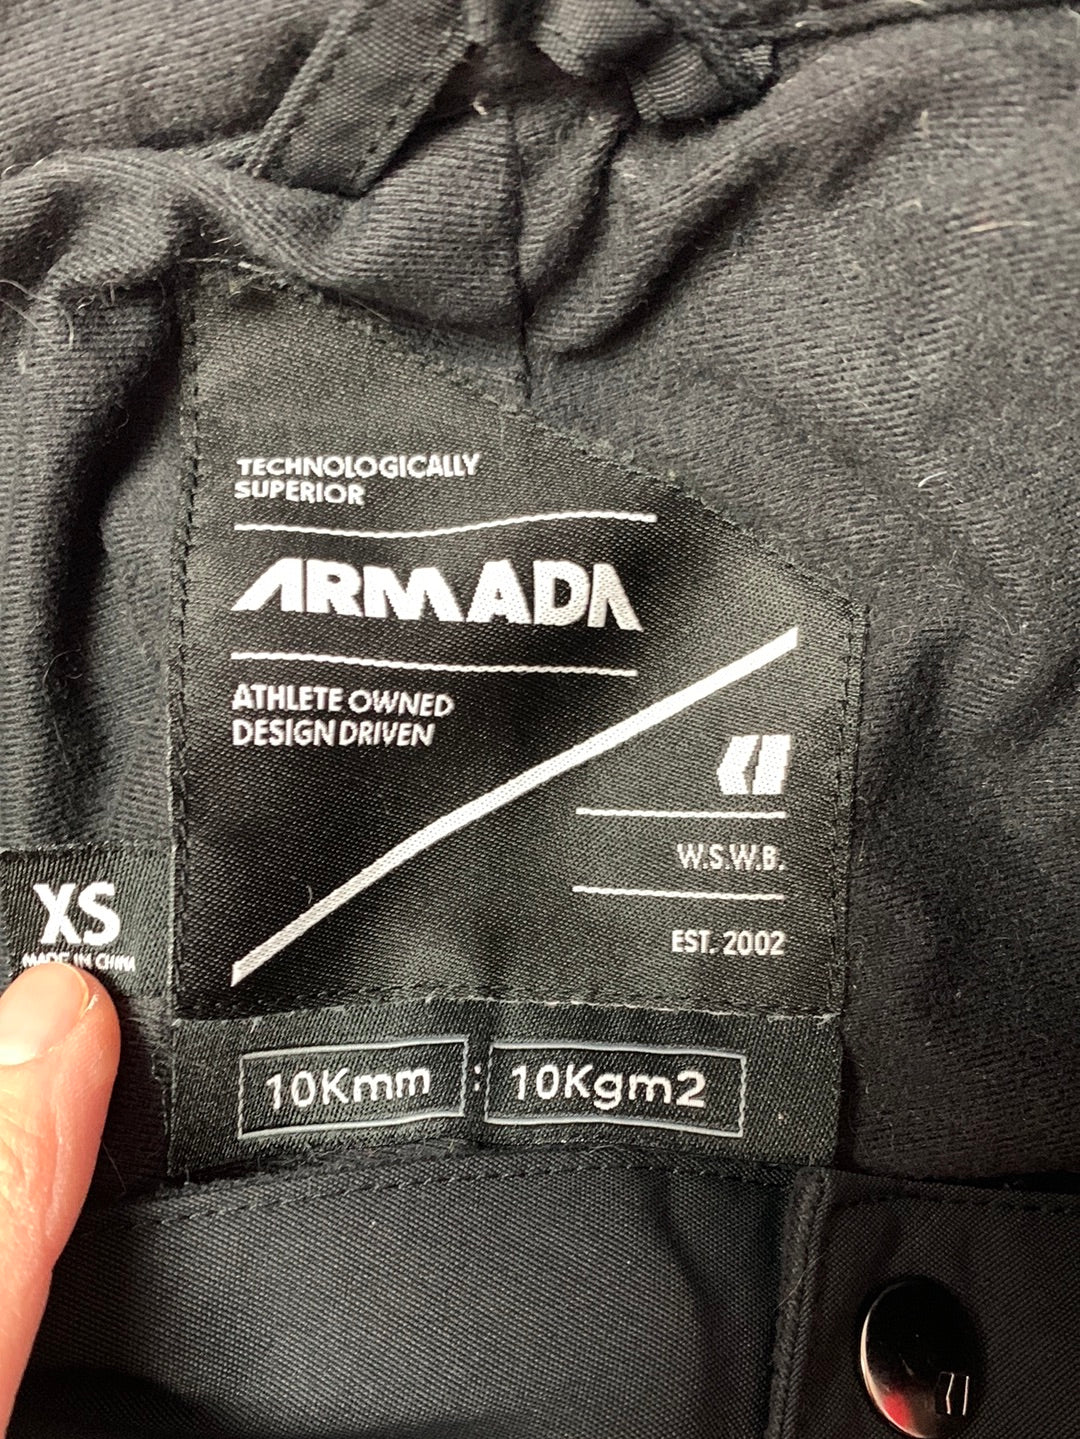 TECHNOLOGICALLY
SUPERIOR
ARMADA
ATHLETE OWNED
DESIGN DRIVEN
W.S.W.B.
EST. 2002
XS
MADE IN CHINA
10Kmm : 10Kgm2